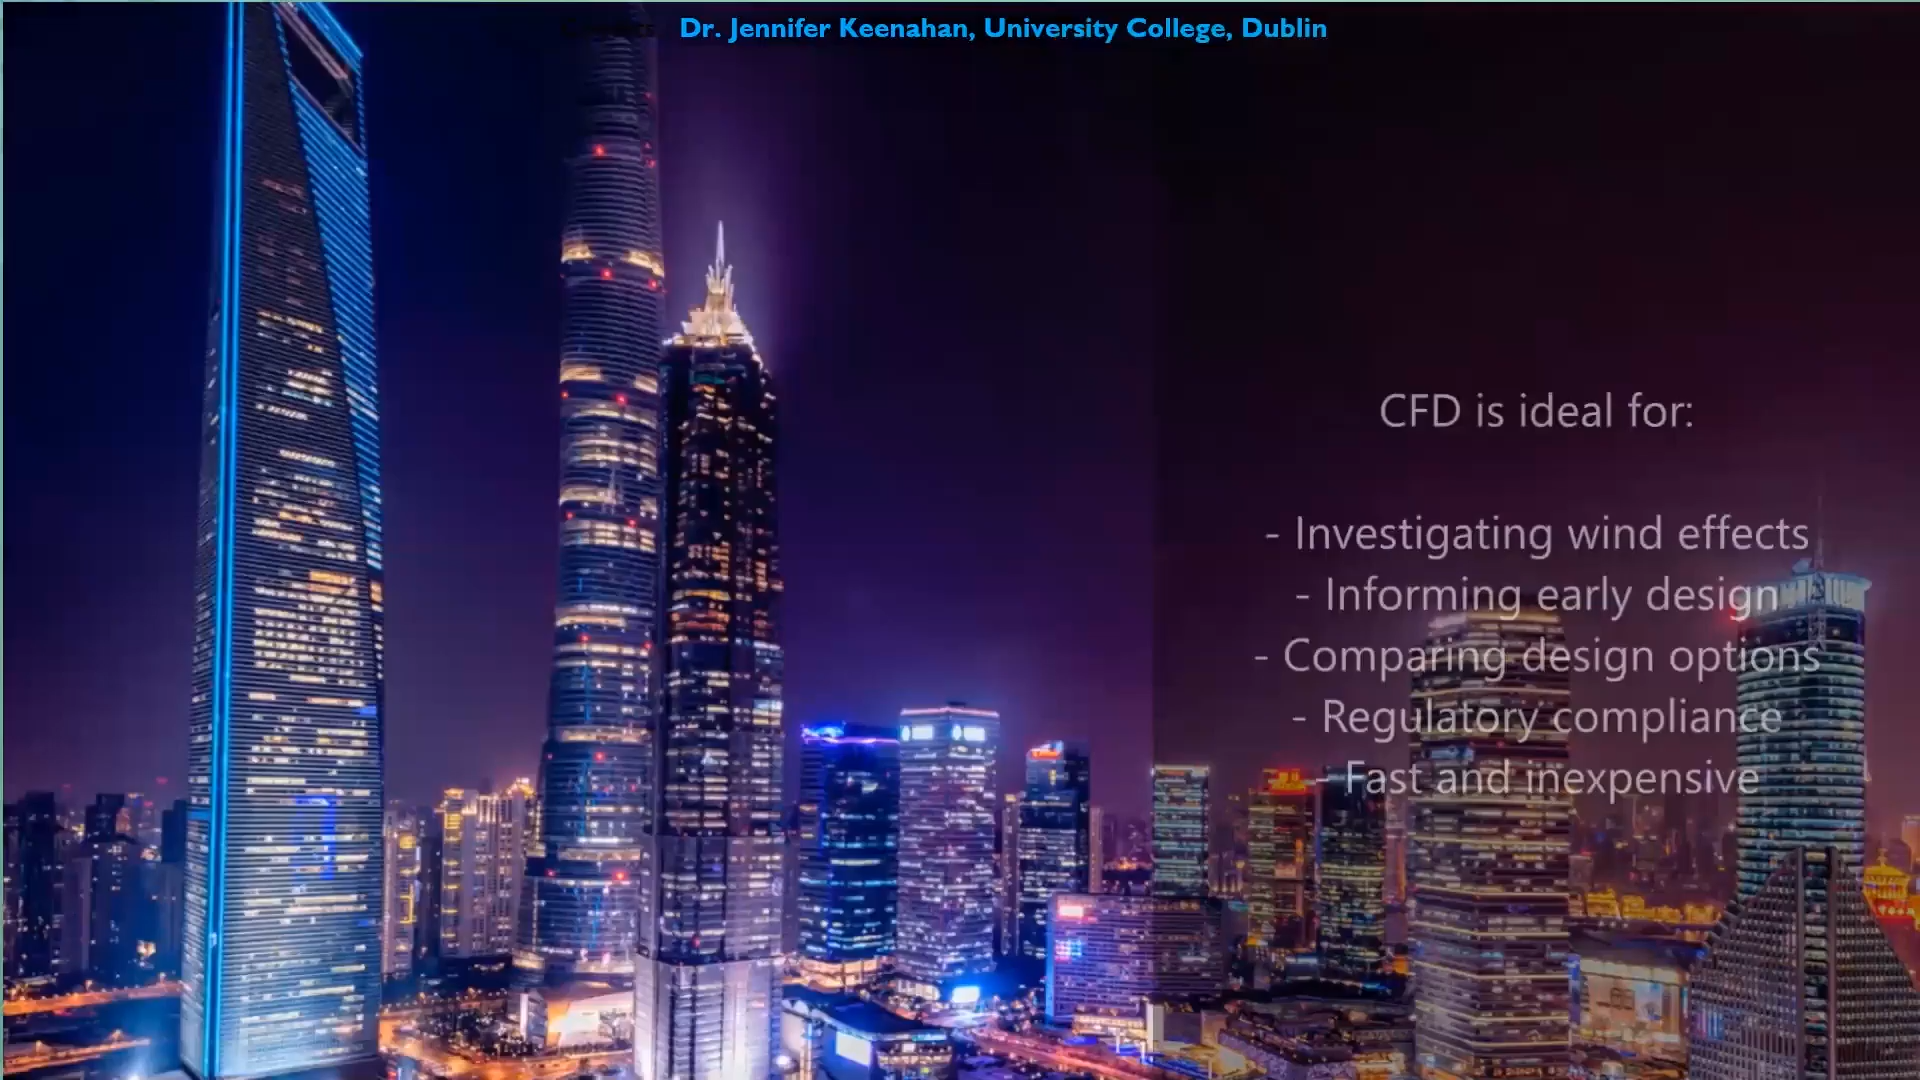 Dr. Jennifer Keenahan, University College, Dublin
CFD is ideal for:
- Investigating wind effects
- Informing early design
- Comparing design options
- Regulatory compliance
- Fast and inexpensive